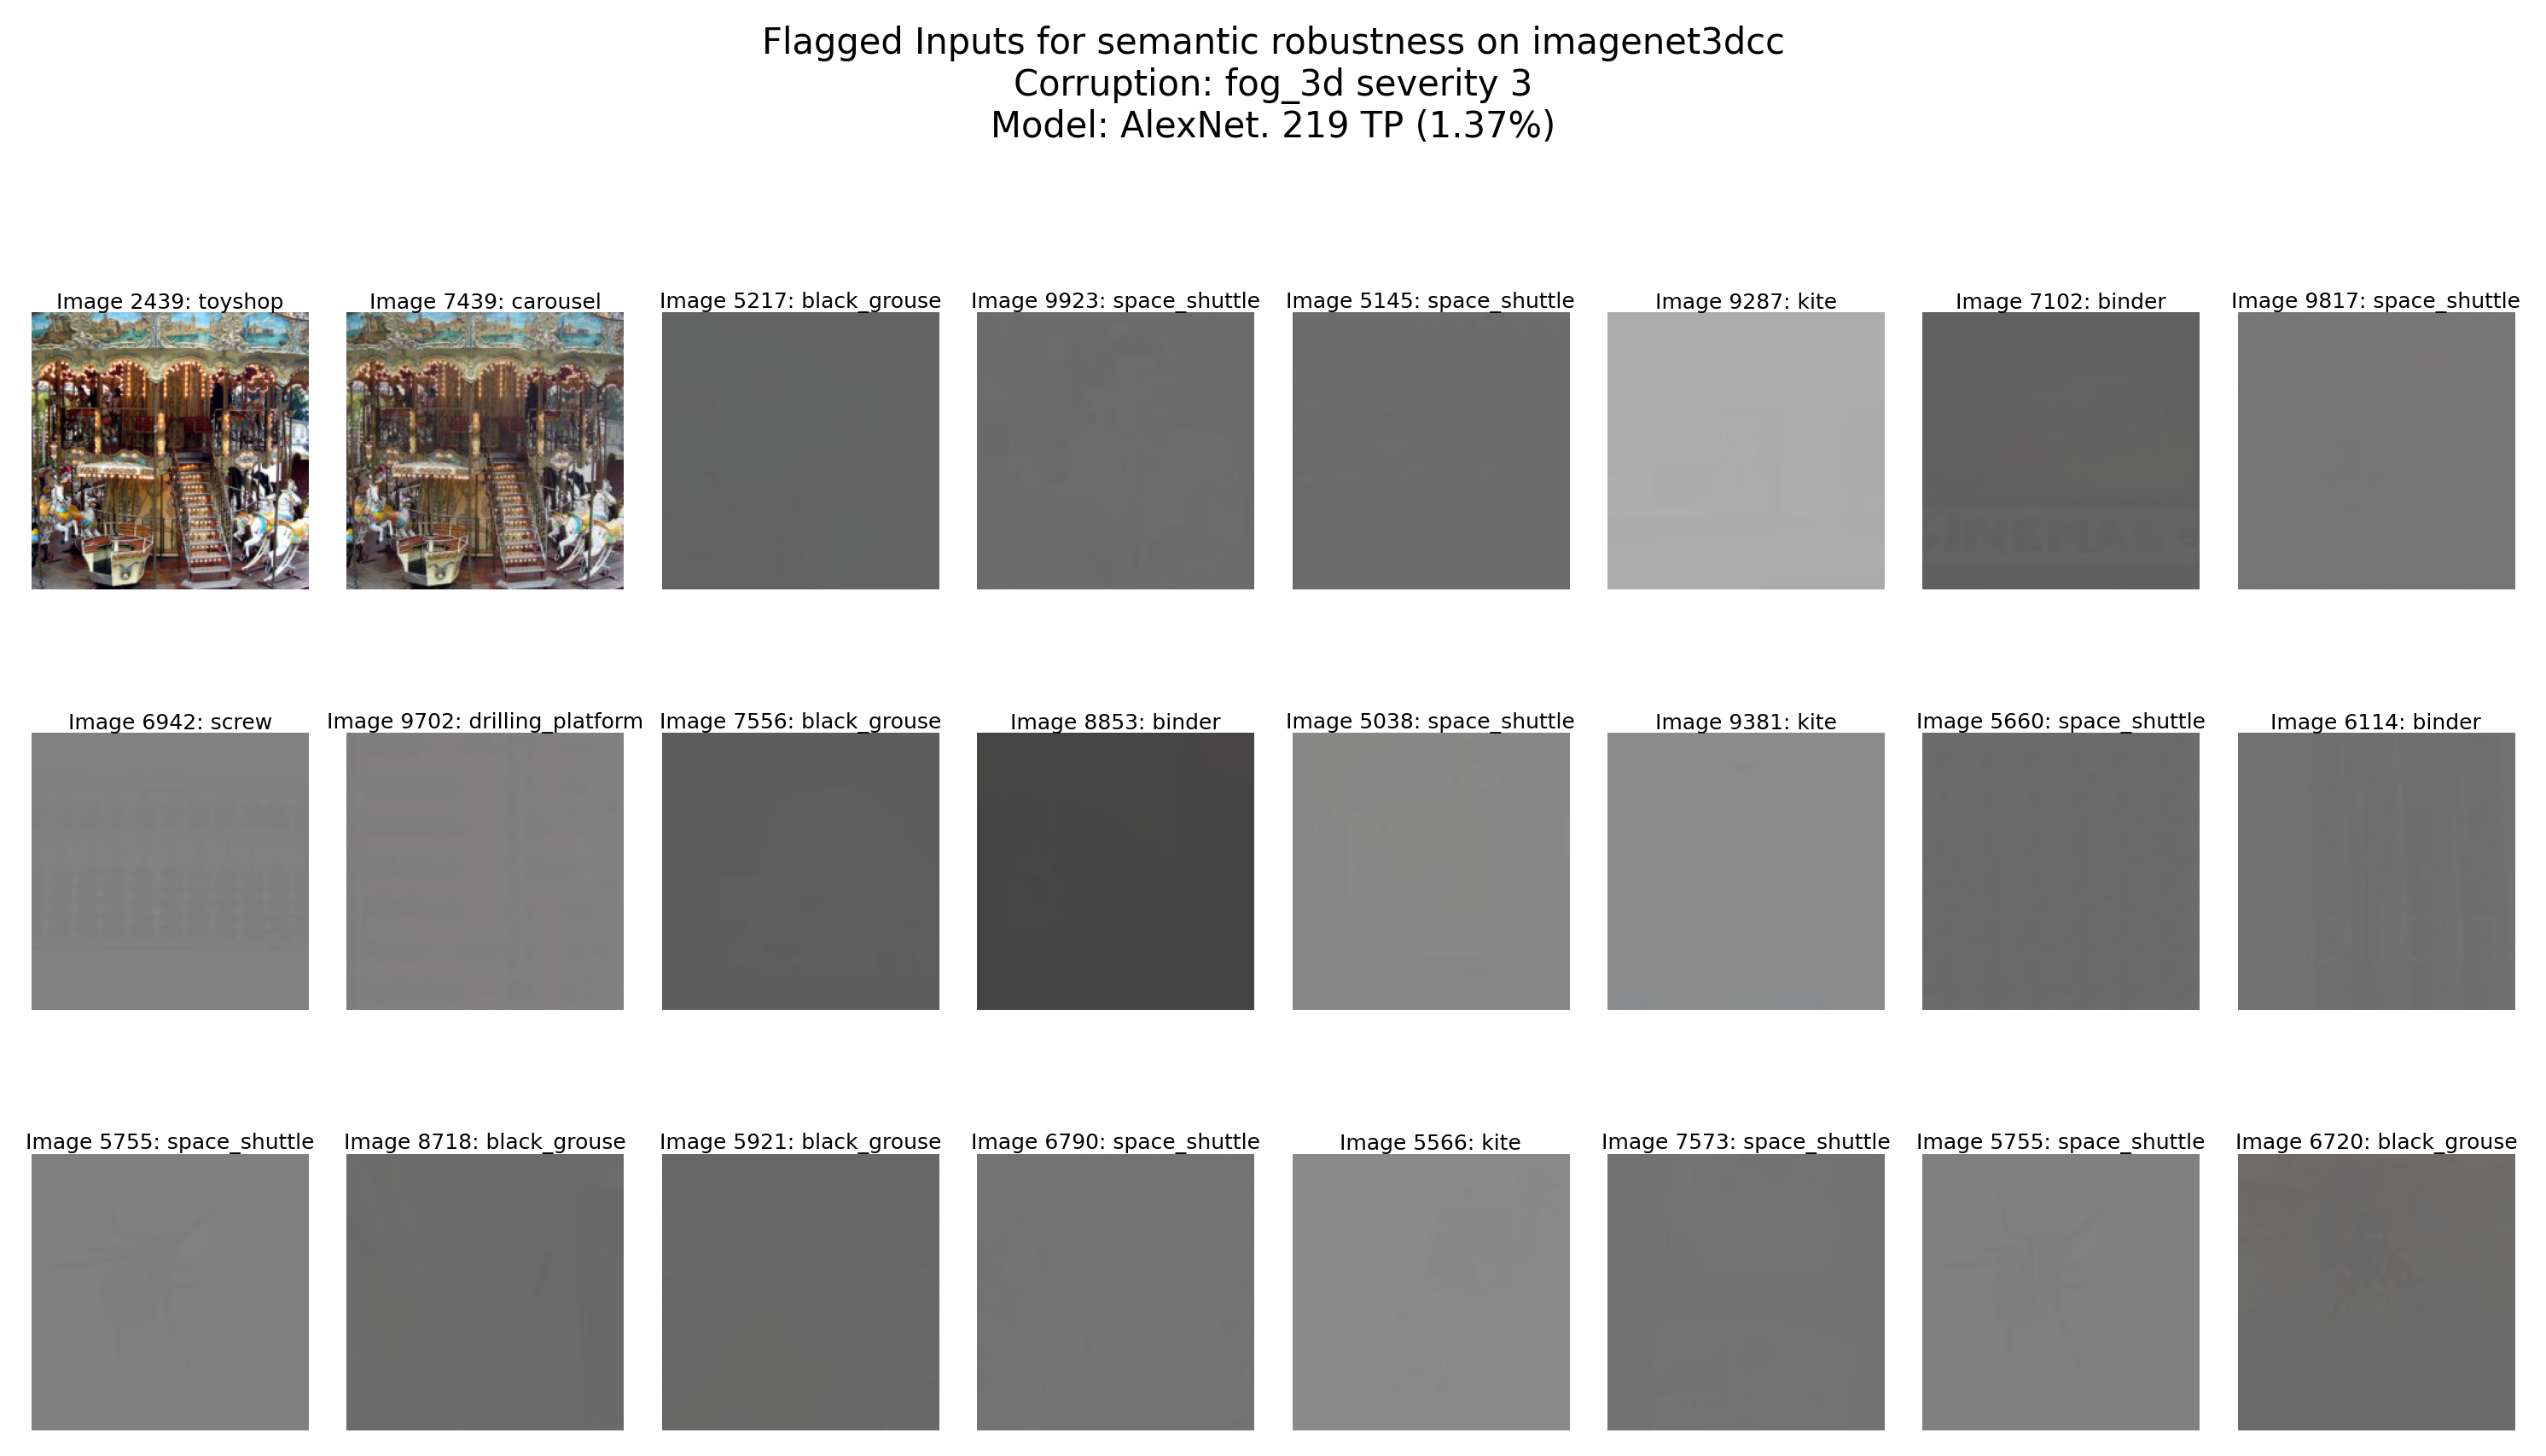 Flagged Inputs for semantic robustness on imagenet3dcc
Corruption: fog_3d severity 3
Model: AlexNet. 219 TP (1.37%)
Image 2439: toyshop
Image 7439: carousel
Image 5217: black_grouse
Image 9923: space_shuttle
Image 5145: space_shuttle
Image 9287: kite
Image 7102: binder
Image 9817: space_shuttle
INEMAS
Image 6942: screw
Image 9702: drilling_platform
Image 7556: black_grouse
Image 8853: binder
Image 5038: space_shuttle
Image 9381: kite
Image 5660: space_shuttle
Image 6114: binder
Image 5755: space_shuttle
Image 8718: black_grouse
Image 5921: black_grouse
Image 6790: space_shuttle
Image 5566: kite
Image 7573: space_shuttle
Image 5755: space_shuttle
Image 6720: black_grouse